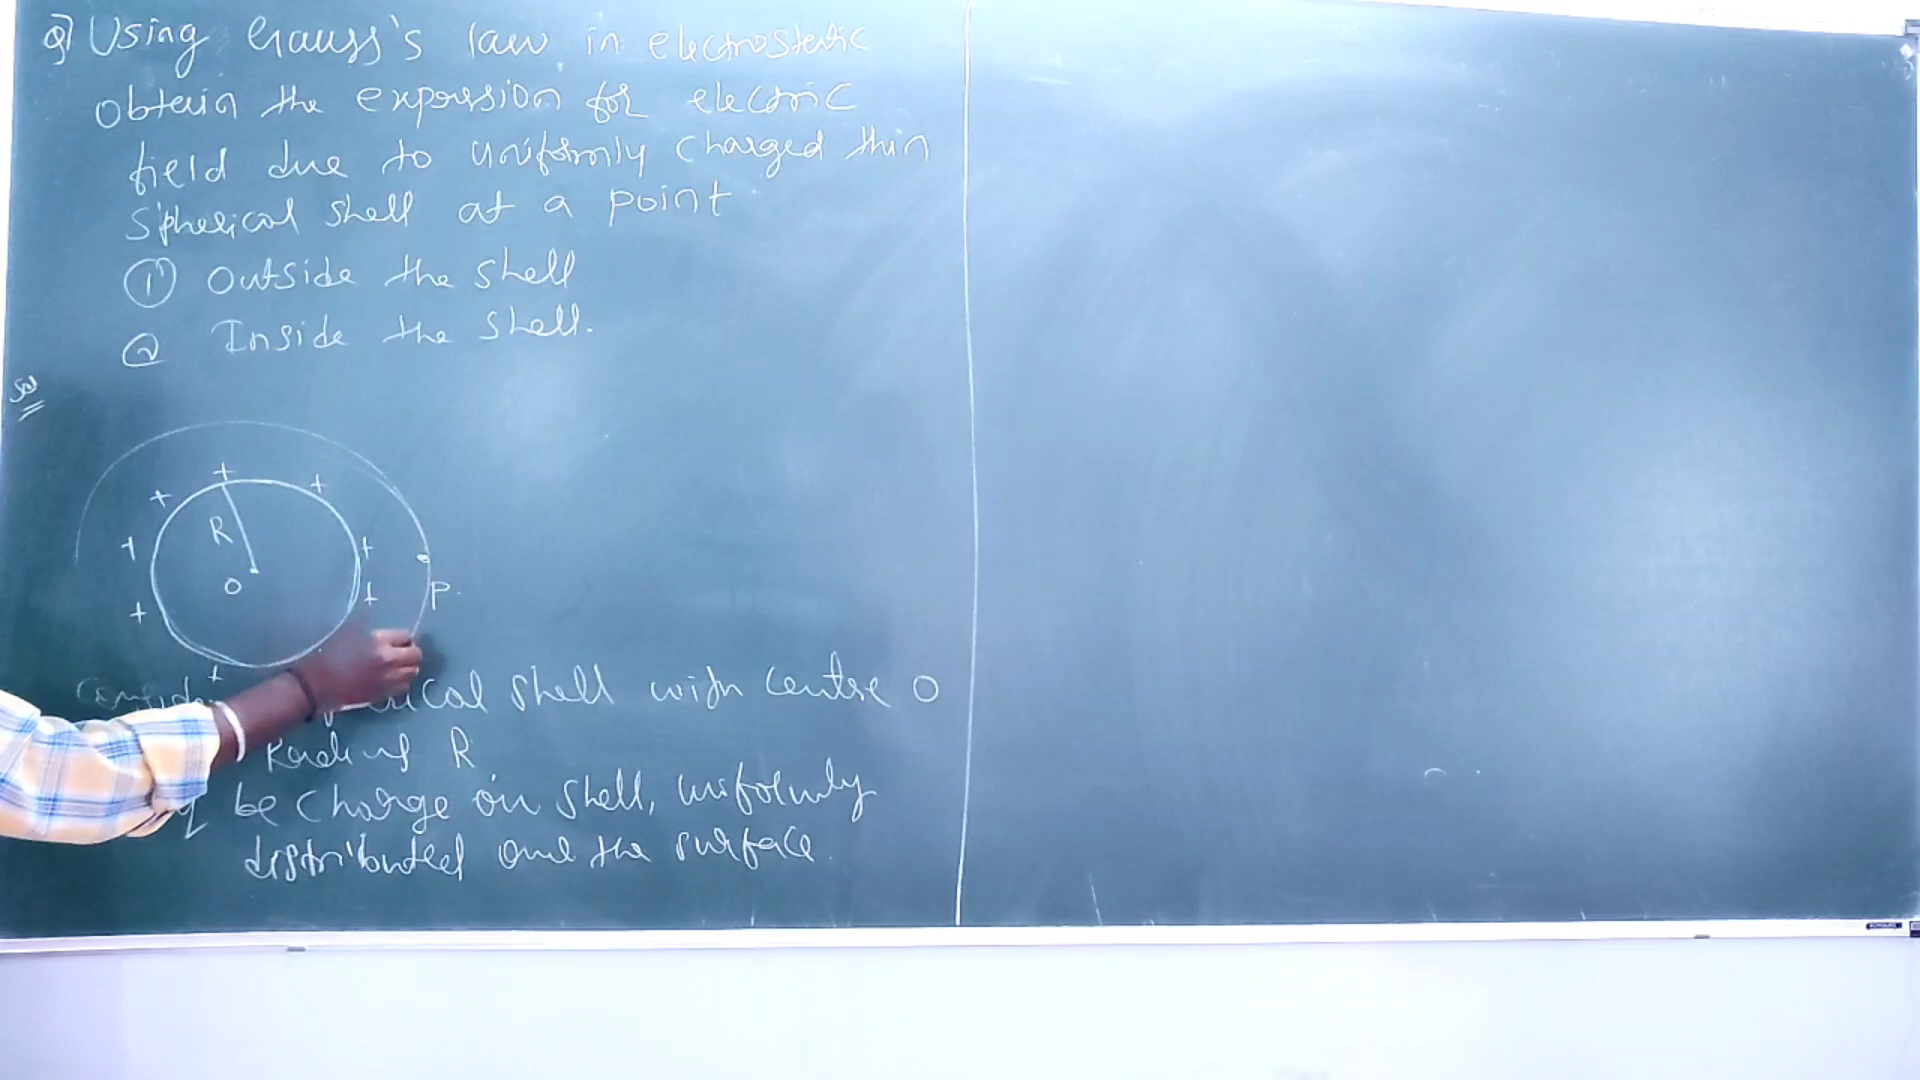 Q) Using Gauss's law in electrostatic
obtain the expression for electric
field due to uniformly charged thin
spherical shell at a point
① Outside the shell
② Inside the shell.
Sol
+ + +
+ R +
O + P
+
+
shell with centre O
Radius R
q be charge on shell, uniformly
distributed over the surface.